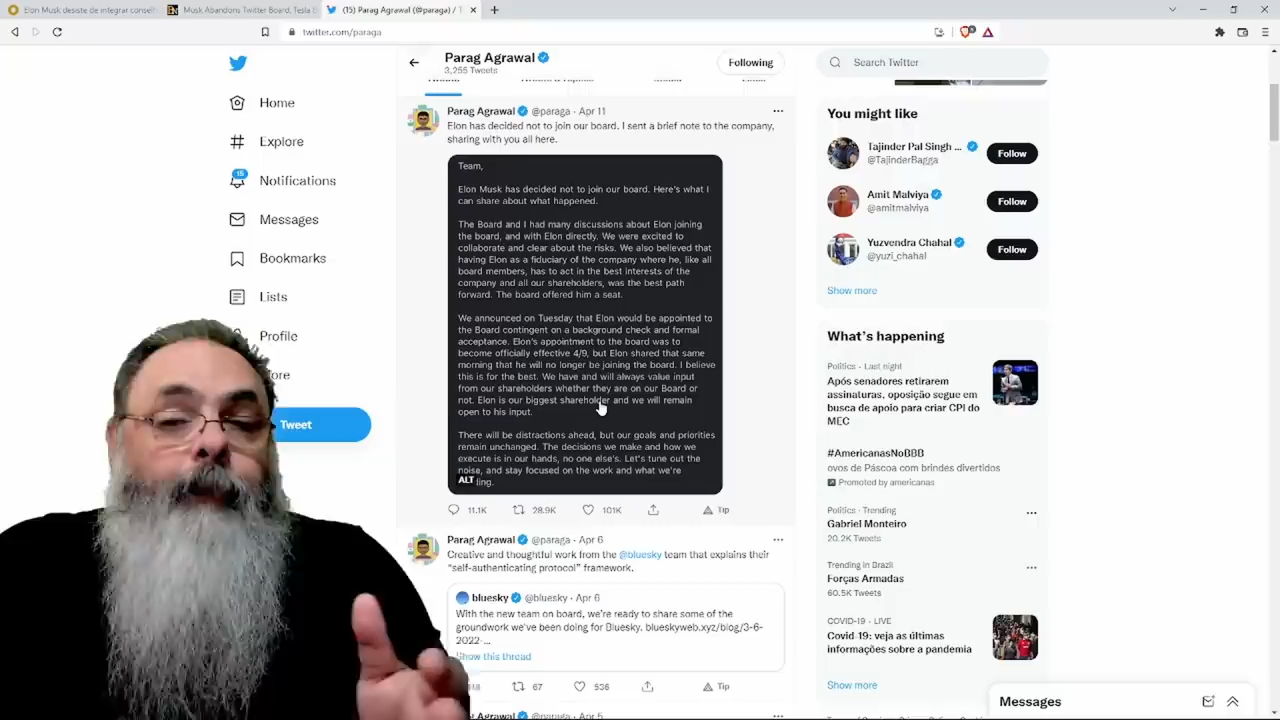 Elon Musk desiste de integrar consel
Musk Abandons Twitter Board, Tesla
(15) Parag Agrawal (@paraga) / T
twitter.com/paraga
Parag Agrawal
3,255 Tweets
Following
Search Twitter
Home
Explore
15
Notifications
Messages
Bookmarks
Lists
Profile
ore
Tweet
Parag Agrawal @paraga · Apr 11
Elon has decided not to join our board. I sent a brief note to the company,
sharing with you all here.
Team,
Elon Musk has decided not to join our board. Here's what I
can share about what happened.
The Board and I had many discussions about Elon joining
the board, and with Elon directly. We were excited to
collaborate and clear about the risks. We also believed that
having Elon as a fiduciary of the company where he, like all
board members, has to act in the best interests of the
company and all our shareholders, was the best path
forward. The board offered him a seat.
We announced on Tuesday that Elon would be appointed to
the Board contingent on a background check and formal
acceptance. Elon's appointment to the board was to
become officially effective 4/9, but Elon shared that same
morning that he will no longer be joining the board. I believe
this is for the best. We have and will always value input
from our shareholders whether they are on our Board or
not. Elon is our biggest shareholder and we will remain
open to his input.
There will be distractions ahead, but our goals and priorities
remain unchanged. The decisions we make and how we
execute is in our hands, no one else's. Let's tune out the
noise, and stay focused on the work and what we're
ALT ding.
11.1K 28.9K 101K Tip
Parag Agrawal @paraga · Apr 6
Creative and thoughtful work from the @bluesky team that explains their
"self-authenticating protocol" framework.
bluesky @bluesky · Apr 6
With the new team on board, we're ready to share some of the
groundwork we've been doing for Bluesky. blueskyweb.xyz/blog/3-6-
2022-...
Show this thread
67 536 Tip
Parag Agrawal @paraga · Apr 5
You might like
Tajinder Pal Singh ...
@TajinderBagga
Follow
Amit Malviya
@amitmalviya
Follow
Yuzvendra Chahal
@yuzi_chahal
Follow
Show more
What's happening
Politics · Last night
Após senadores retirarem
assinaturas, oposição segue em
busca de apoio para criar CPI do
MEC
#AmericanasNoBBB
ovos de Páscoa com brindes divertidos
Promoted by americanas
Politics · Trending
Gabriel Monteiro
20.2K Tweets
Trending in Brazil
Forças Armadas
60.5K Tweets
COVID-19 · LIVE
Covid-19: veja as últimas
informações sobre a pandemia
Show more
Messages